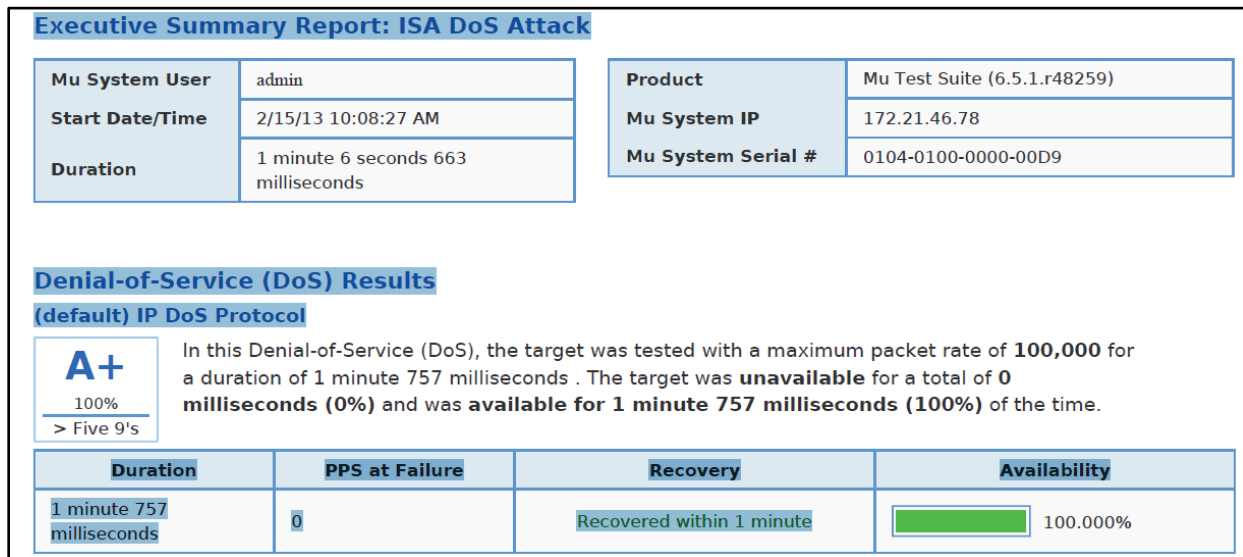 Executive Summary Report: ISA DoS Attack
Mu System User admin
Start Date/Time 2/15/13 10:08:27 AM
Duration 1 minute 6 seconds 663
milliseconds
Product Mu Test Suite (6.5.1.r48259)
Mu System IP 172.21.46.78
Mu System Serial # 0104-0100-0000-00D9
Denial-of-Service (DoS) Results
(default) IP DoS Protocol
A+
100%
> Five 9's
In this Denial-of-Service (DoS), the target was tested with a maximum packet rate of 100,000 for
a duration of 1 minute 757 milliseconds . The target was unavailable for a total of 0
milliseconds (0%) and was available for 1 minute 757 milliseconds (100%) of the time.
Duration PPS at Failure Recovery Availability
1 minute 757
milliseconds 0 Recovered within 1 minute 100.000%